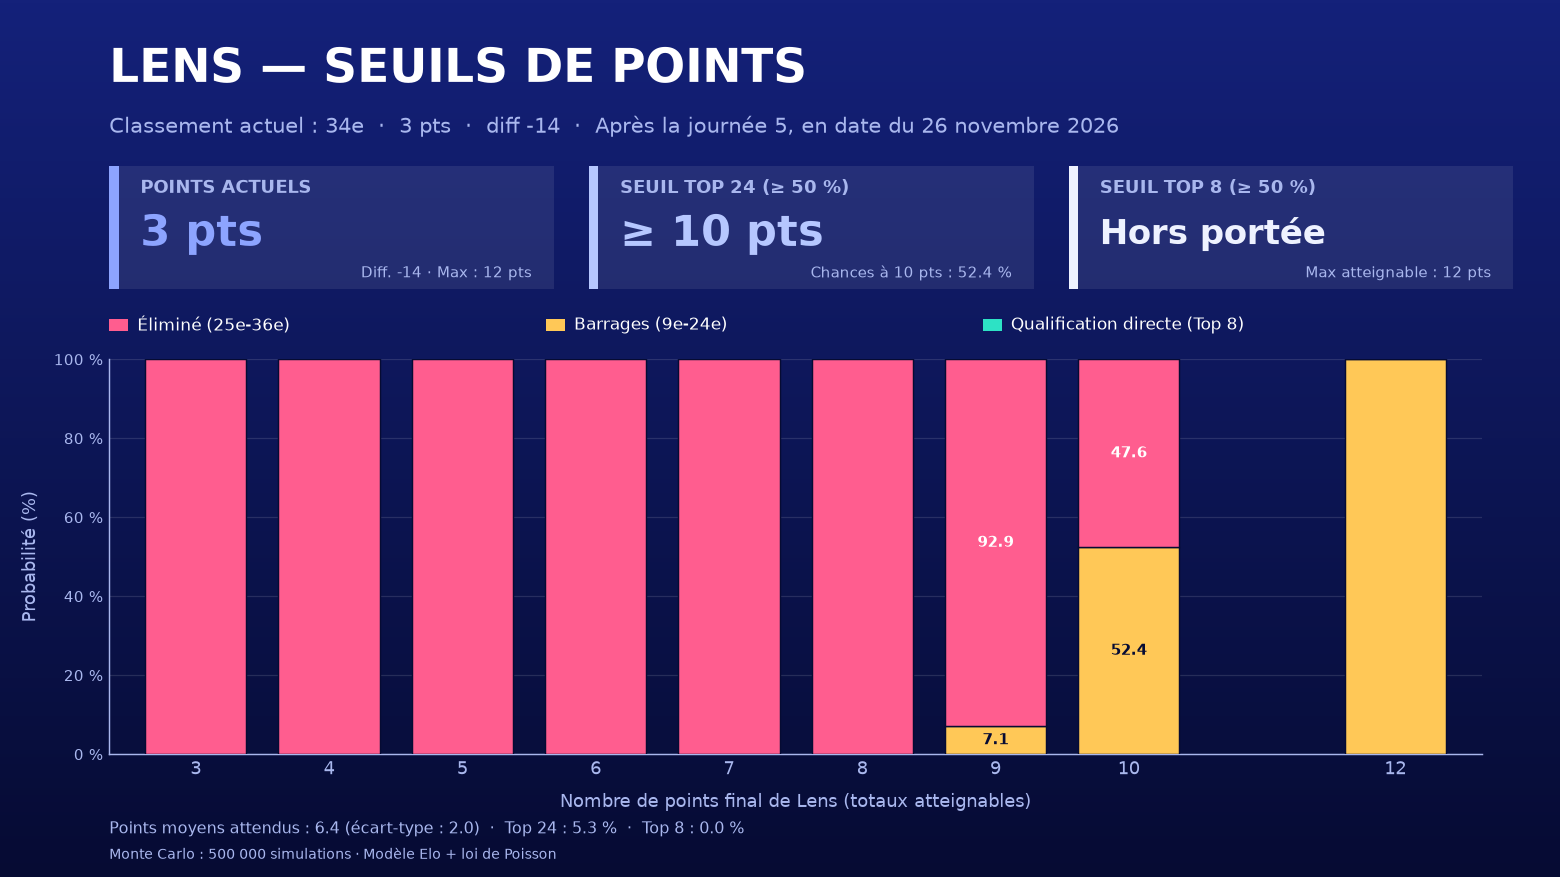 LENS — SEUILS DE POINTS
Classement actuel : 34e · 3 pts · diff -14 · Après la journée 5, en date du 26 novembre 2026
POINTS ACTUELS
3 pts
Diff. -14 · Max : 12 pts
SEUIL TOP 24 (≥ 50 %)
≥ 10 pts
Chances à 10 pts : 52.4 %
SEUIL TOP 8 (≥ 50 %)
Hors portée
Max atteignable : 12 pts
Éliminé (25e-36e)
Barrages (9e-24e)
Qualification directe (Top 8)
Probabilité (%)
100 %
80 %
60 %
40 %
20 %
0 %
92.9
7.1
47.6
52.4
3 4 5 6 7 8 9 10 12
Nombre de points final de Lens (totaux atteignables)
Points moyens attendus : 6.4 (écart-type : 2.0) · Top 24 : 5.3 % · Top 8 : 0.0 %
Monte Carlo : 500 000 simulations · Modèle Elo + loi de Poisson